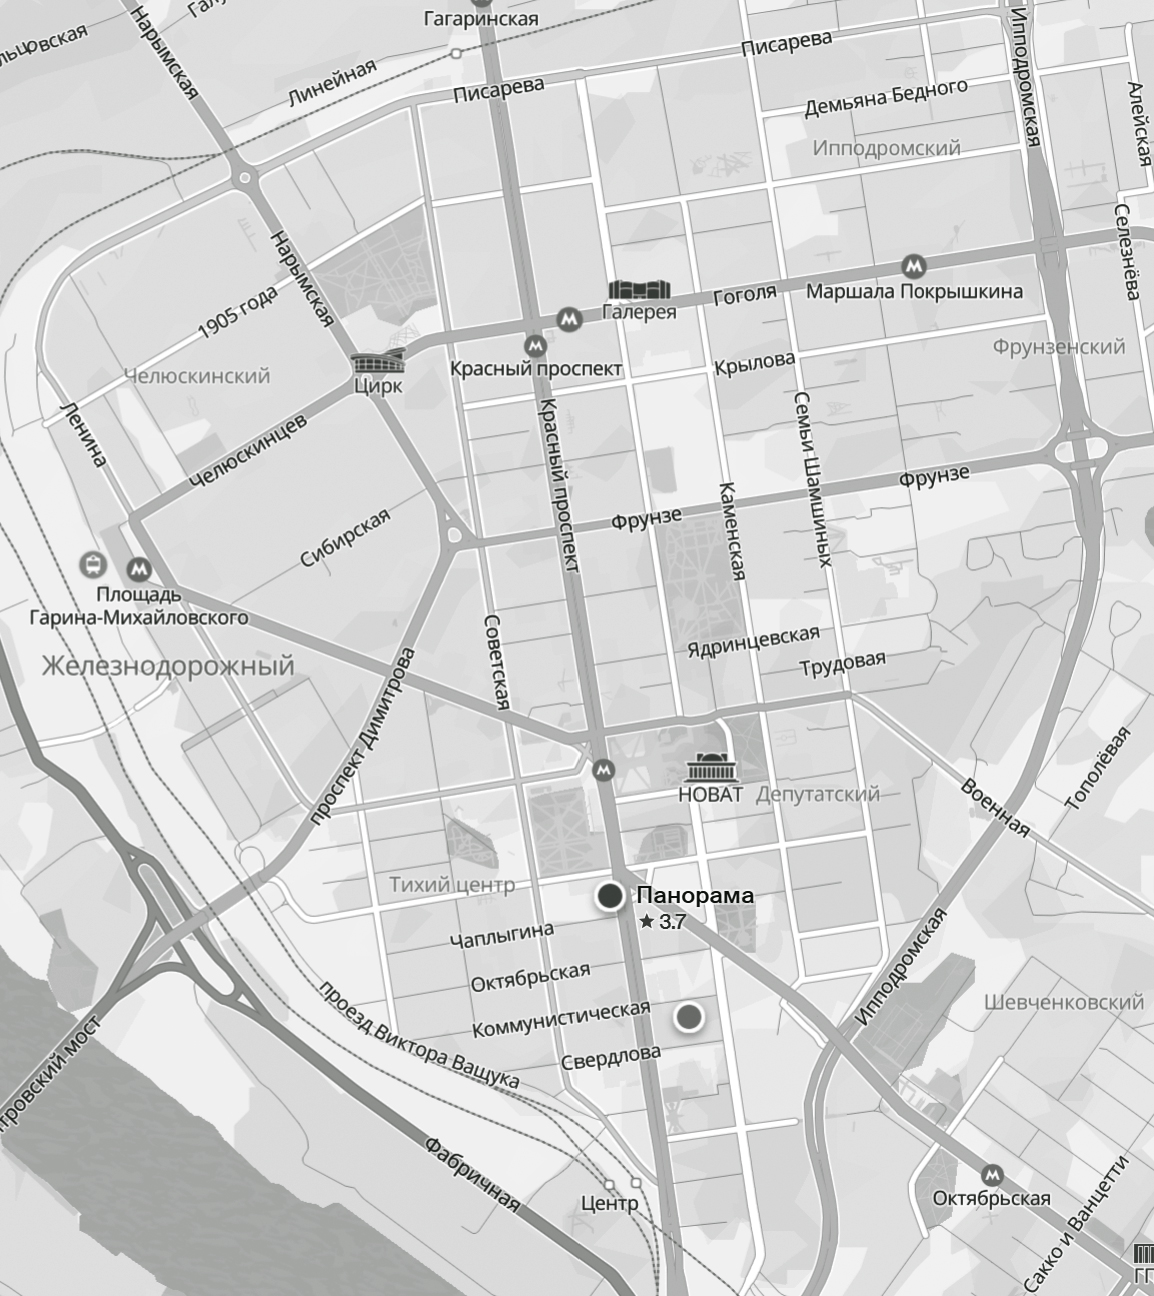 Гагаринская
Нарымская
Линейная
Писарева
Писарева
Ипподромская
Демьяна Бедного
Алейская
Ипподромский
Нарымская
Селезнёва
1905 года
Гоголя
Маршала Покрышкина
Галерея
Красный проспект
Крылова
Фрунзенский
Челюскинский
Цирк
Ленина
Челюскинцев
Красный проспект
Семьи Шамшиных
Фрунзе
Каменская
Фрунзе
Сибирская
Площадь
Гарина-Михайловского
Железнодорожный
Советская
Ядринцевская
Трудовая
проспект Димитрова
НОВАТ
Депутатский
Военная
Тополёвая
Тихий центр
Панорама
★ 3.7
Чаплыгина
Октябрьская
Коммунистическая
Свердлова
Ипподромская
Шевченковский
проезд Виктора Ващука
тровский мост
Фабричная
Центр
Октябрьская
Сакко и Ванцетти